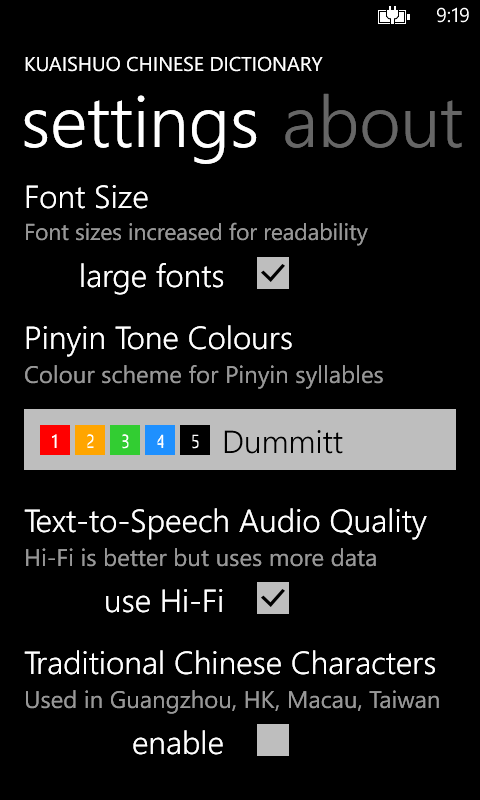 9:19
KUAISHUO CHINESE DICTIONARY
settings about
Font Size
Font sizes increased for readability
large fonts
Pinyin Tone Colours
Colour scheme for Pinyin syllables
1 2 3 4 5 Dummitt
Text-to-Speech Audio Quality
Hi-Fi is better but uses more data
use Hi-Fi
Traditional Chinese Characters
Used in Guangzhou, HK, Macau, Taiwan
enable